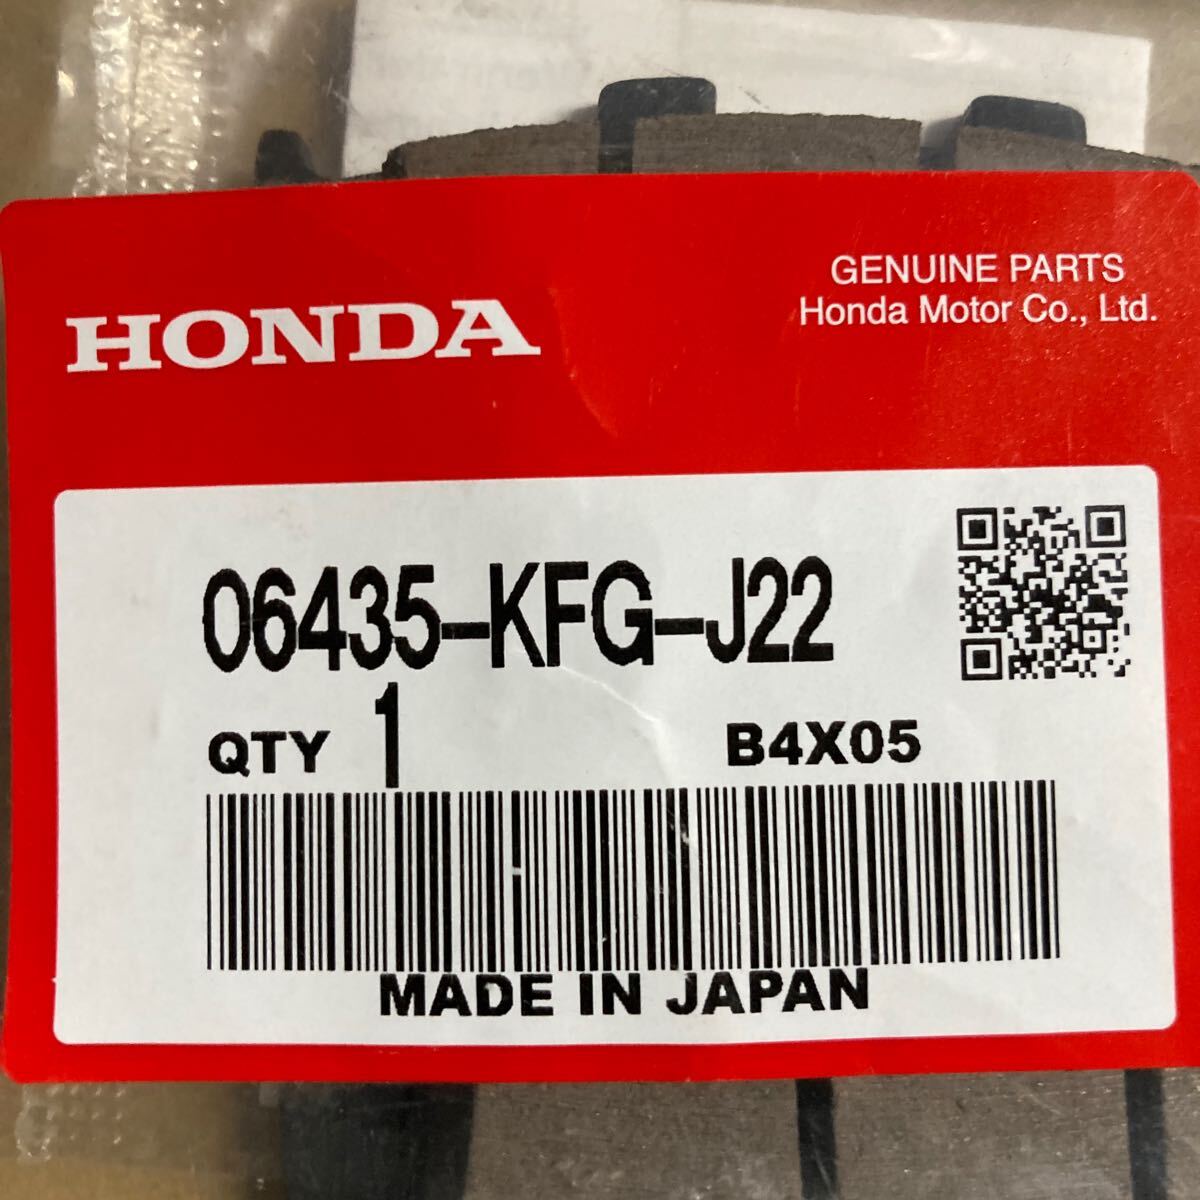 HONDA
GENUINE PARTS
Honda Motor Co., Ltd.
06435-KFG-J22
QTY 1
B4X05
MADE IN JAPAN